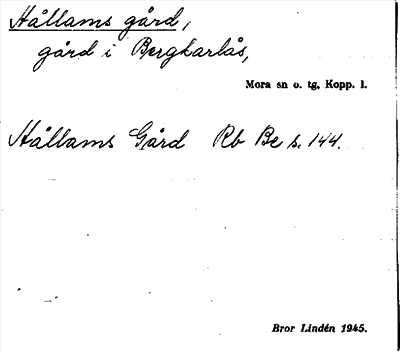 Hållams gård,
gård i Bergkarlås,
Mora sn o. tg, Kopp. l.
Hållams Gård Rb Be s. 144.
Bror Lindén 1945.